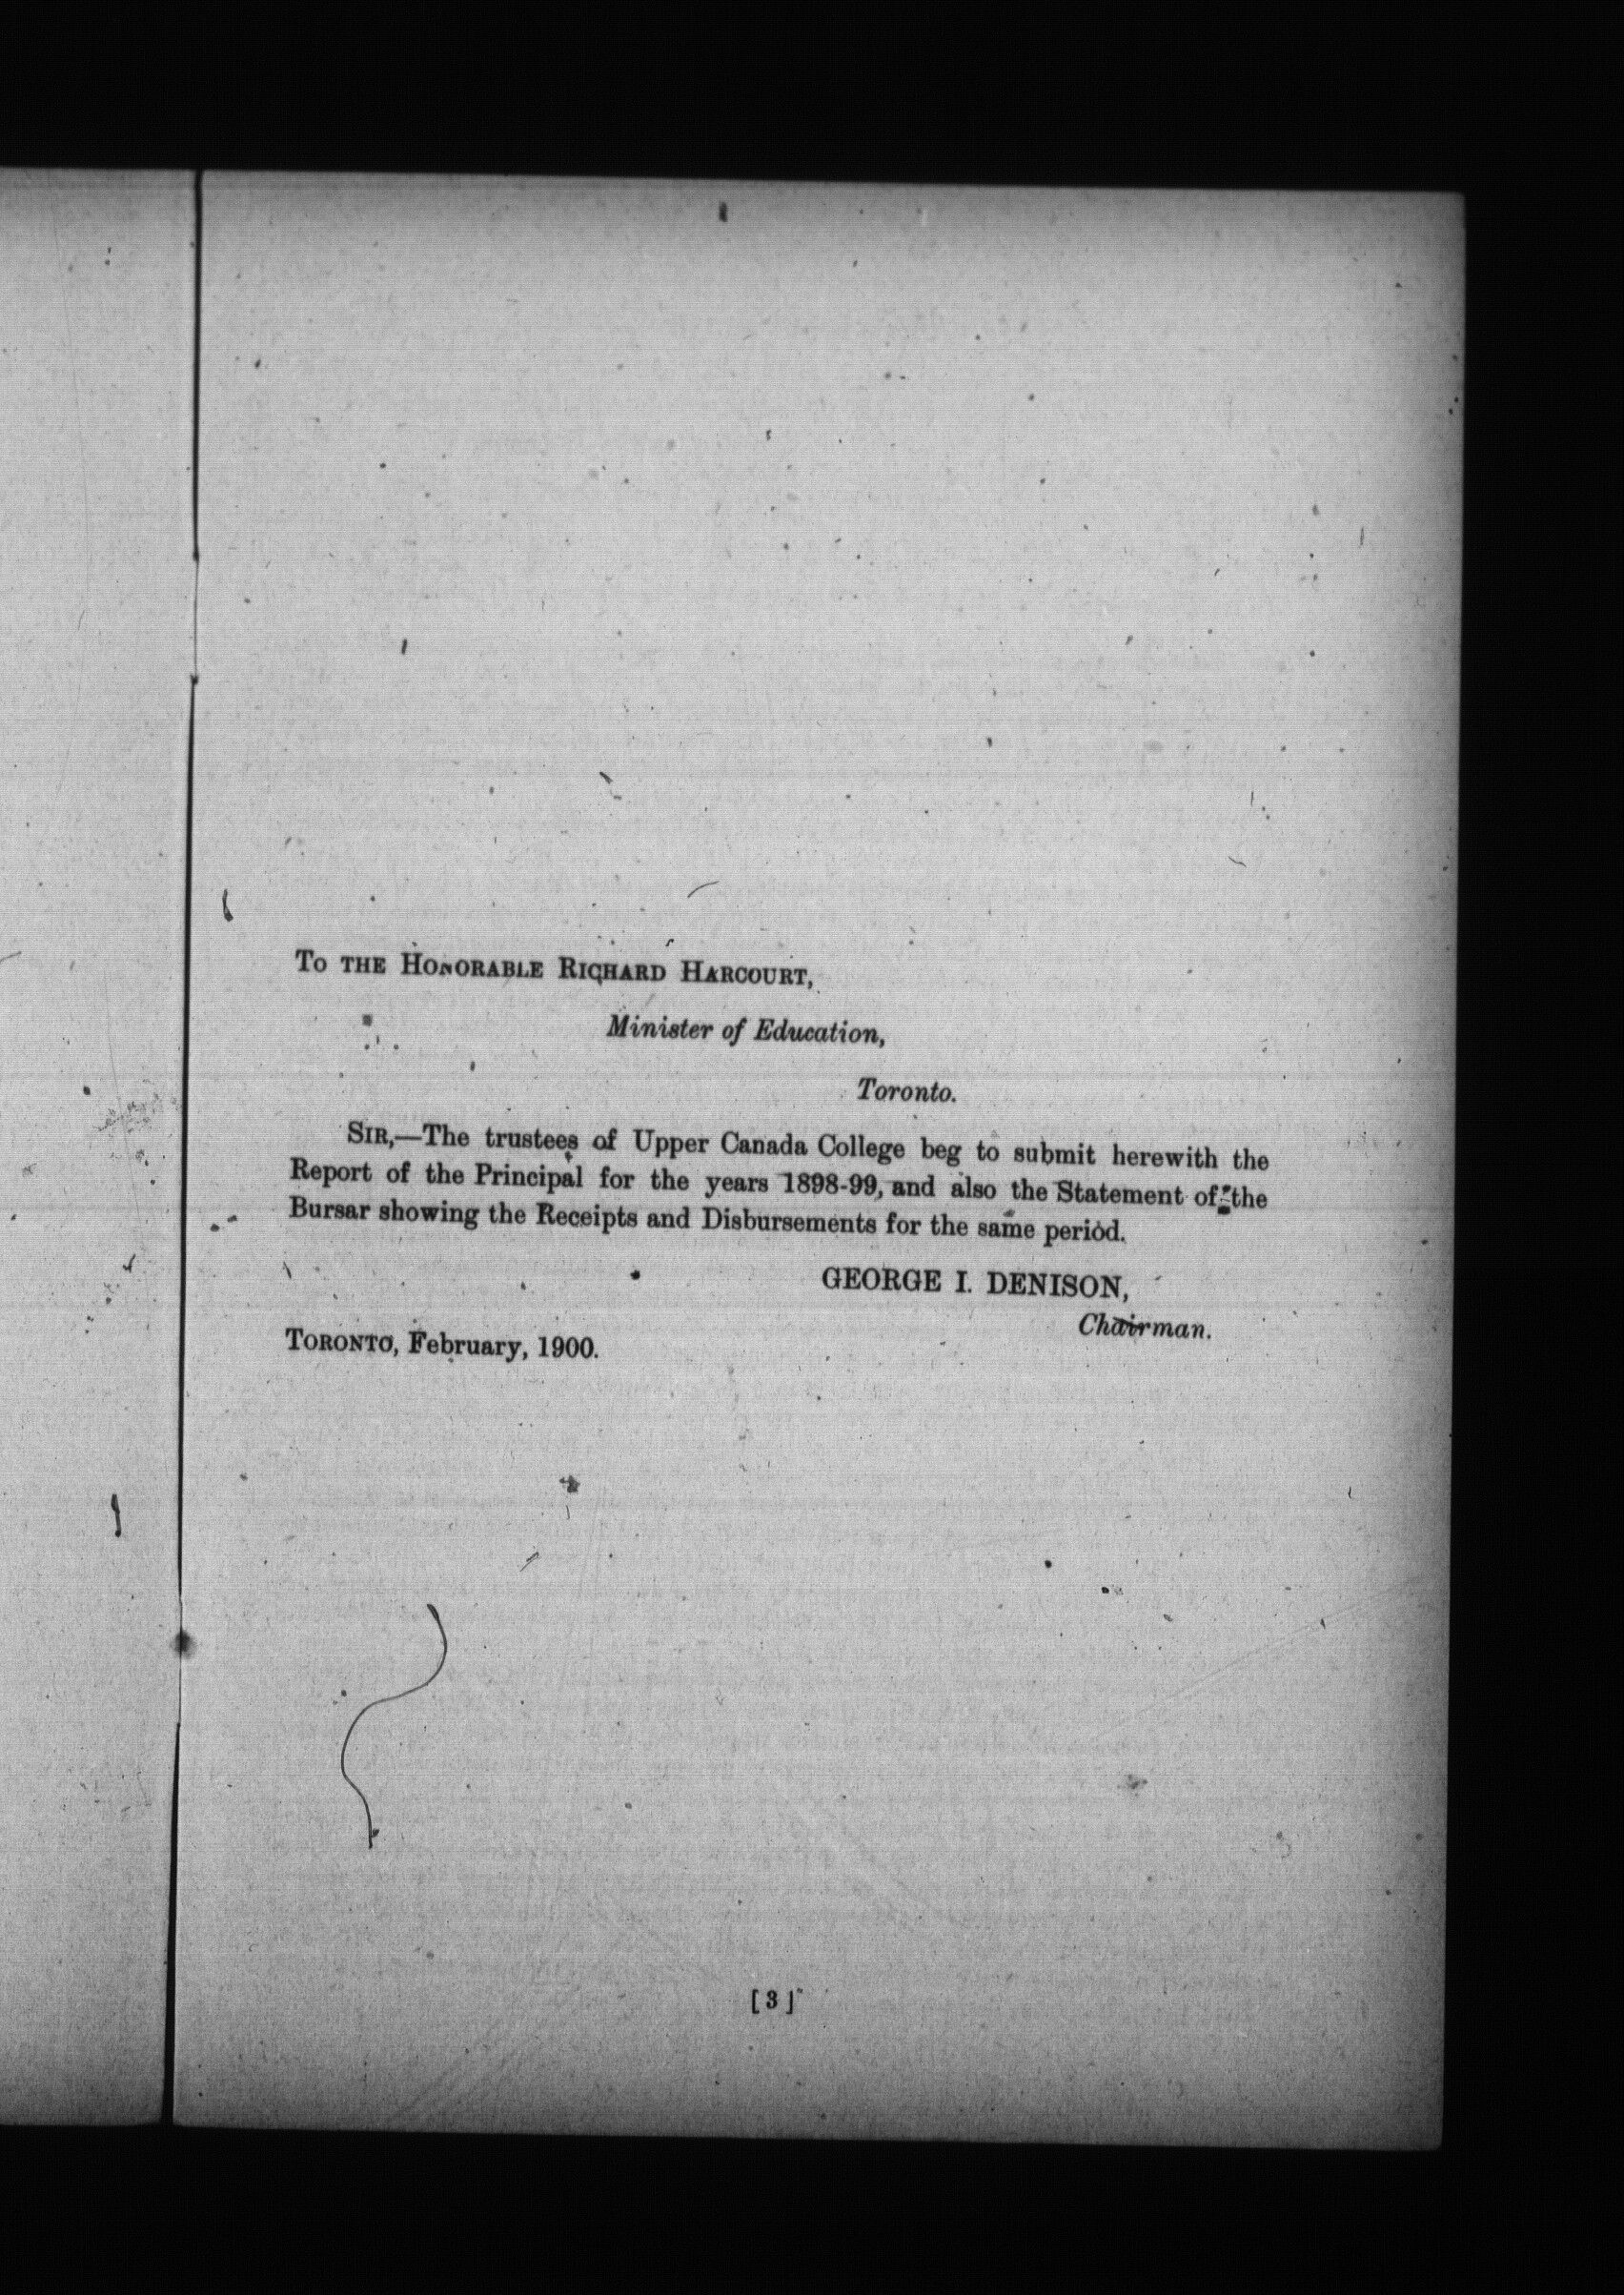 To the Honorable Richard Harcourt,
Minister of Education,
Toronto.
Sir,—The trustees of Upper Canada College beg to submit herewith the
Report of the Principal for the years 1898-99, and also the Statement of the
Bursar showing the Receipts and Disbursements for the same period.
GEORGE I. DENISON,
Chairman.
Toronto, February, 1900.
[3]